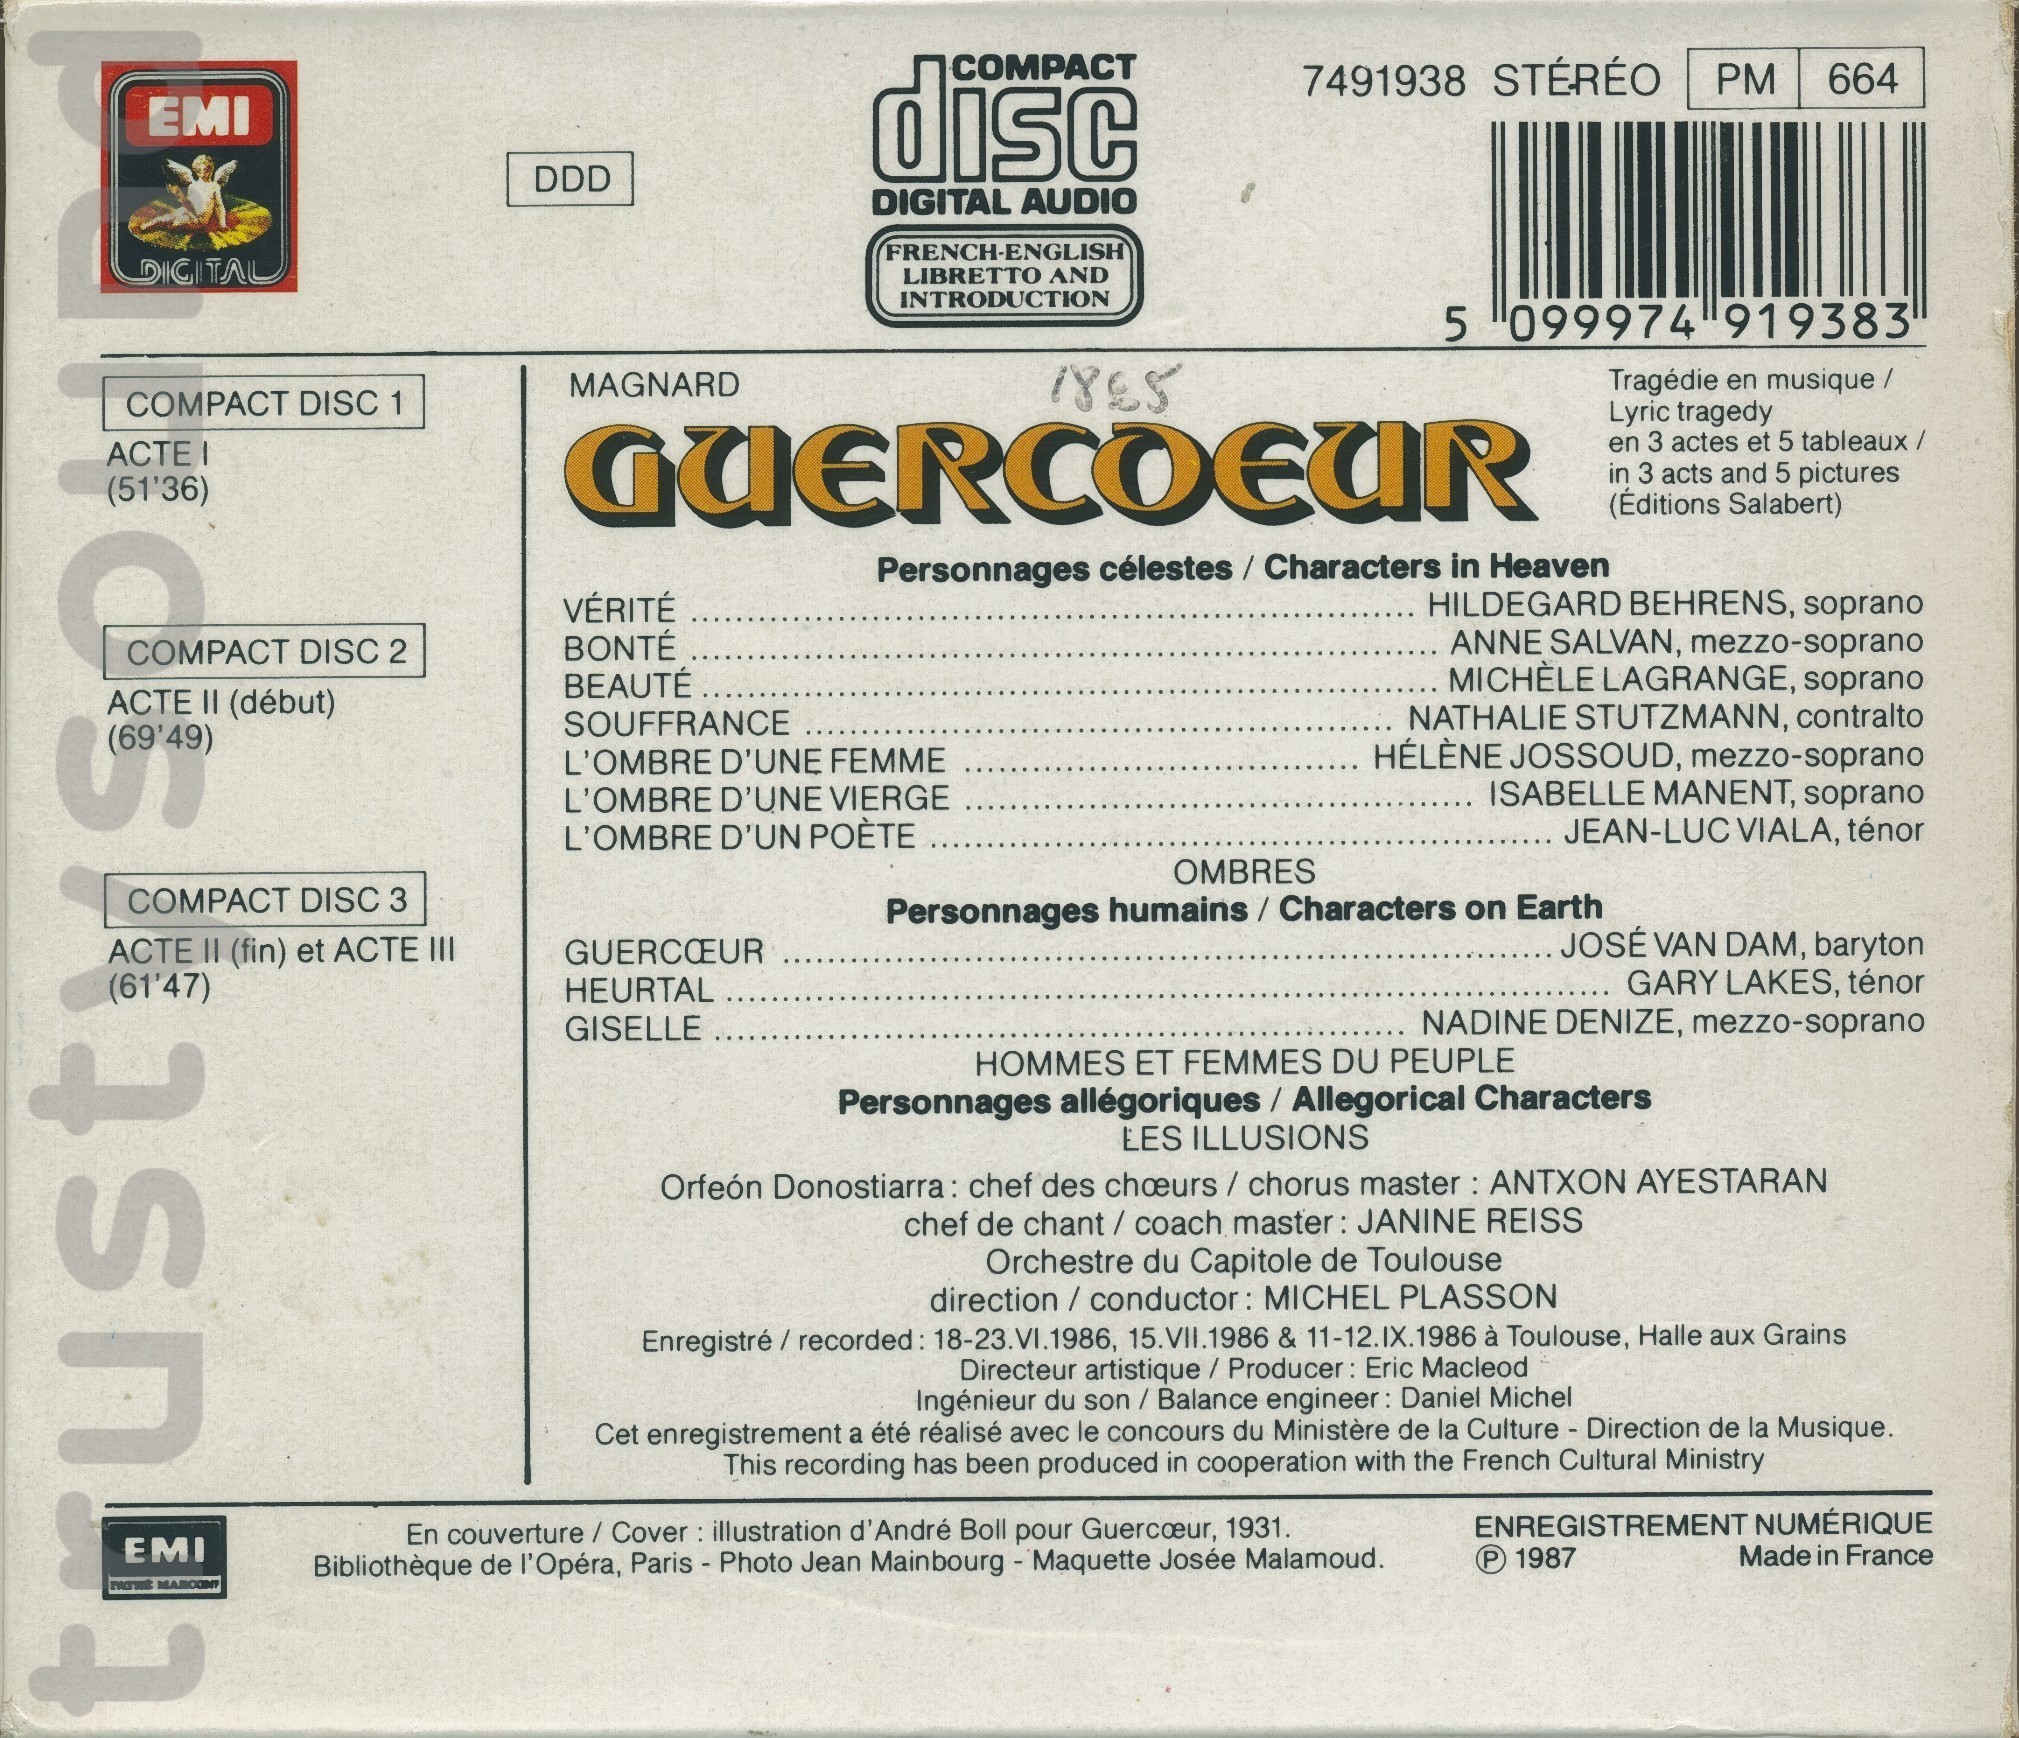 EMI
DIGITAL
DDD
COMPACT
disc
DIGITAL AUDIO
FRENCH-ENGLISH
LIBRETTO AND
INTRODUCTION
7491938 STÉRÉO PM 664
5 099974 919383
COMPACT DISC 1
ACTE I
(51'36)
COMPACT DISC 2
ACTE II (début)
(69'49)
COMPACT DISC 3
ACTE II (fin) et ACTE III
(61'47)
MAGNARD
1865
GUERCOEUR
Tragédie en musique /
Lyric tragedy
en 3 actes et 5 tableaux /
in 3 acts and 5 pictures
(Éditions Salabert)
Personnages célestes / Characters in Heaven
VÉRITÉ ........ HILDEGARD BEHRENS, soprano
BONTÉ ........ ANNE SALVAN, mezzo-soprano
BEAUTÉ ........ MICHÈLE LAGRANGE, soprano
SOUFFRANCE ........ NATHALIE STUTZMANN, contralto
L'OMBRE D'UNE FEMME ........ HÉLÈNE JOSSOUD, mezzo-soprano
L'OMBRE D'UNE VIERGE ........ ISABELLE MANENT, soprano
L'OMBRE D'UN POÈTE ........ JEAN-LUC VIALA, ténor
OMBRES
Personnages humains / Characters on Earth
GUERCŒUR ........ JOSÉ VAN DAM, baryton
HEURTAL ........ GARY LAKES, ténor
GISELLE ........ NADINE DENIZE, mezzo-soprano
HOMMES ET FEMMES DU PEUPLE
Personnages allégoriques / Allegorical Characters
LES ILLUSIONS
Orfeón Donostiarra : chef des chœurs / chorus master : ANTXON AYESTARAN
chef de chant / coach master : JANINE REISS
Orchestre du Capitole de Toulouse
direction / conductor : MICHEL PLASSON
Enregistré / recorded : 18-23.VI.1986, 15.VII.1986 & 11-12.IX.1986 à Toulouse, Halle aux Grains
Directeur artistique / Producer : Eric Macleod
Ingénieur du son / Balance engineer : Daniel Michel
Cet enregistrement a été réalisé avec le concours du Ministère de la Culture - Direction de la Musique.
This recording has been produced in cooperation with the French Cultural Ministry
EMI
PATHÉ MARCONI
En couverture / Cover : illustration d'André Boll pour Guercœur, 1931.
Bibliothèque de l'Opéra, Paris - Photo Jean Mainbourg - Maquette Josée Malamoud.
ENREGISTREMENT NUMÉRIQUE
Ⓟ 1987 Made in France
trustysound